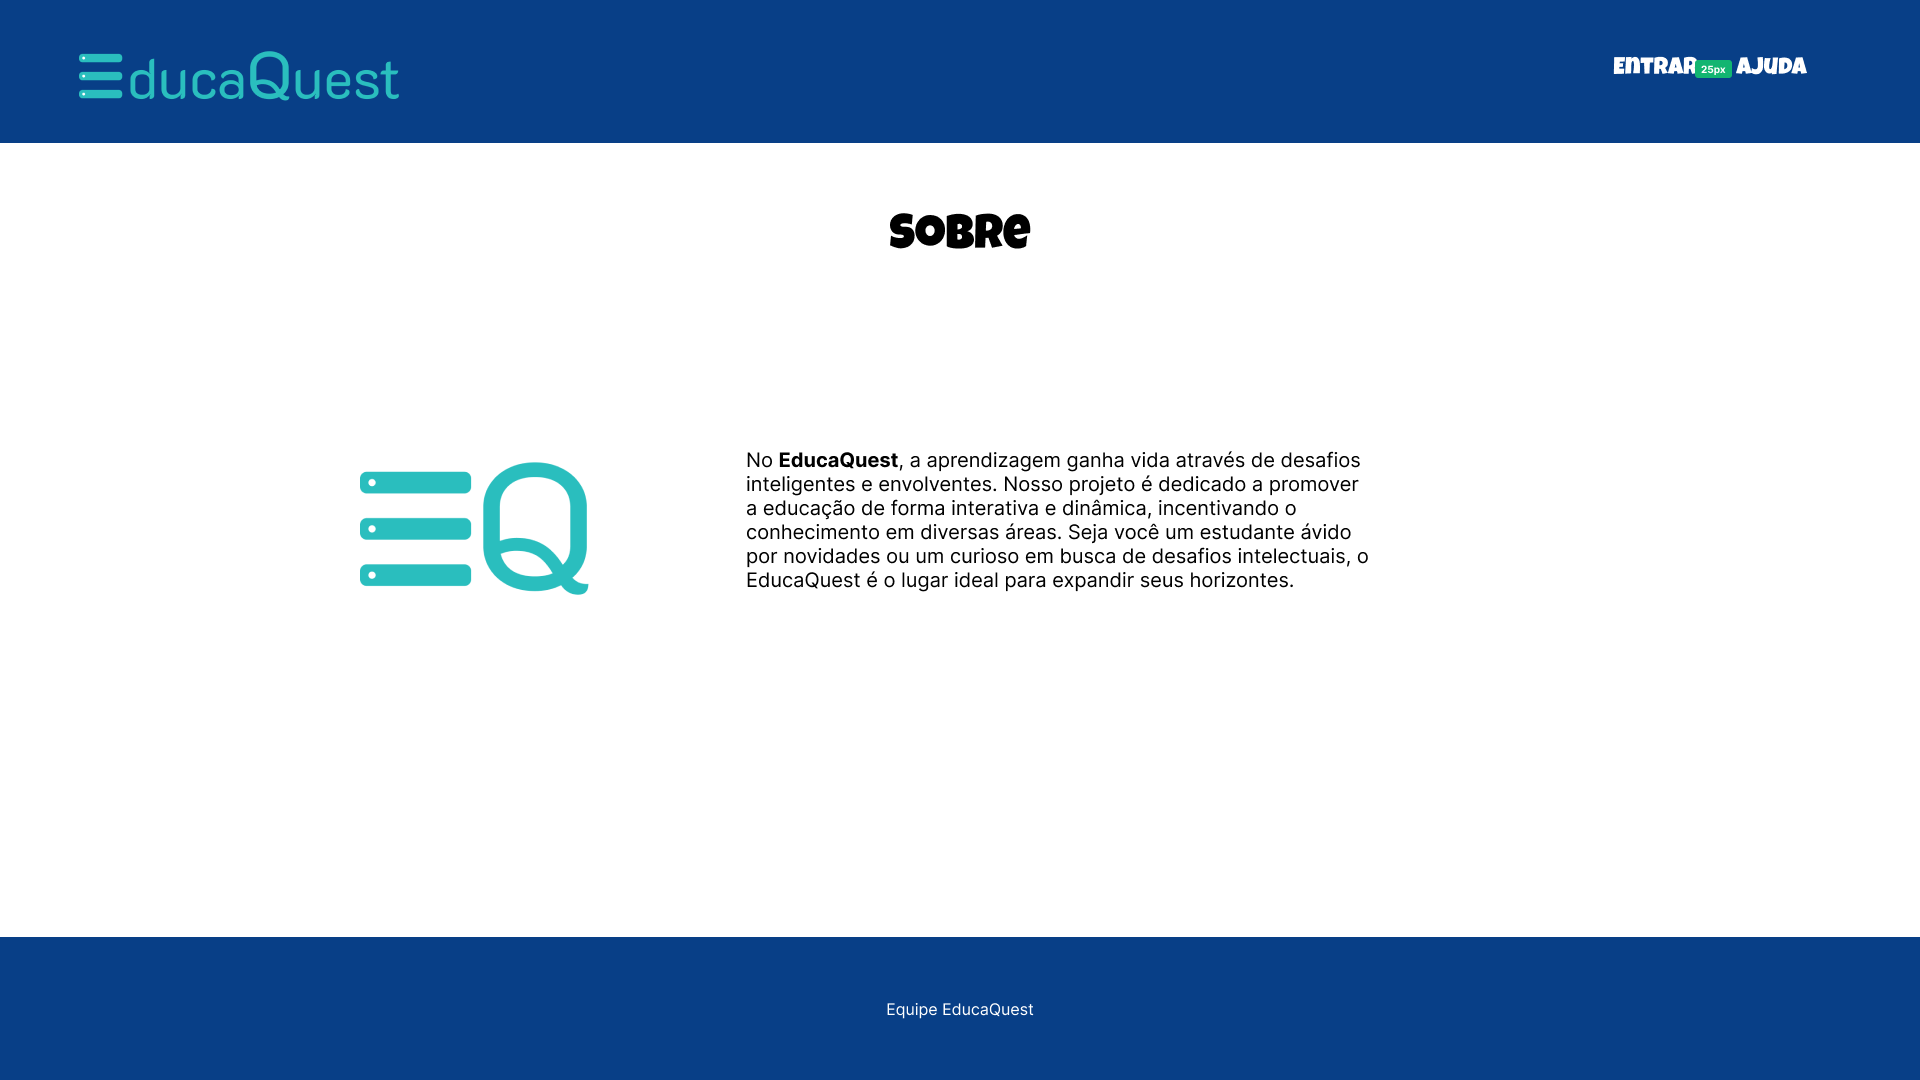 EducaQuest
ENTRAR 25px AJUDA
SOBRE
No EducaQuest, a aprendizagem ganha vida através de desafios
inteligentes e envolventes. Nosso projeto é dedicado a promover
a educação de forma interativa e dinâmica, incentivando o
conhecimento em diversas áreas. Seja você um estudante ávido
por novidades ou um curioso em busca de desafios intelectuais, o
EducaQuest é o lugar ideal para expandir seus horizontes.
EQ
Equipe EducaQuest